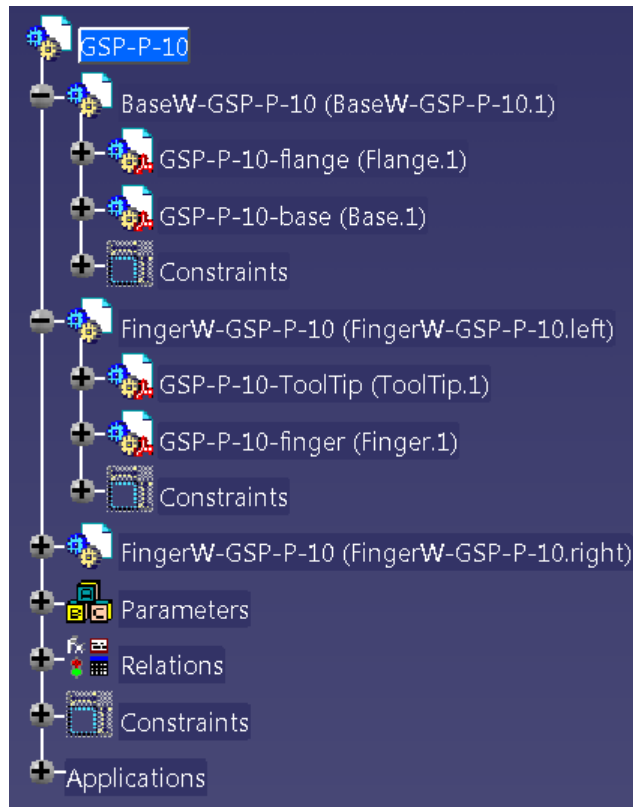 GSP-P-10
BaseW-GSP-P-10 (BaseW-GSP-P-10.1)
GSP-P-10-flange (Flange.1)
GSP-P-10-base (Base.1)
Constraints
FingerW-GSP-P-10 (FingerW-GSP-P-10.left)
GSP-P-10-ToolTip (ToolTip.1)
GSP-P-10-finger (Finger.1)
Constraints
FingerW-GSP-P-10 (FingerW-GSP-P-10.right)
Parameters
Relations
Constraints
Applications